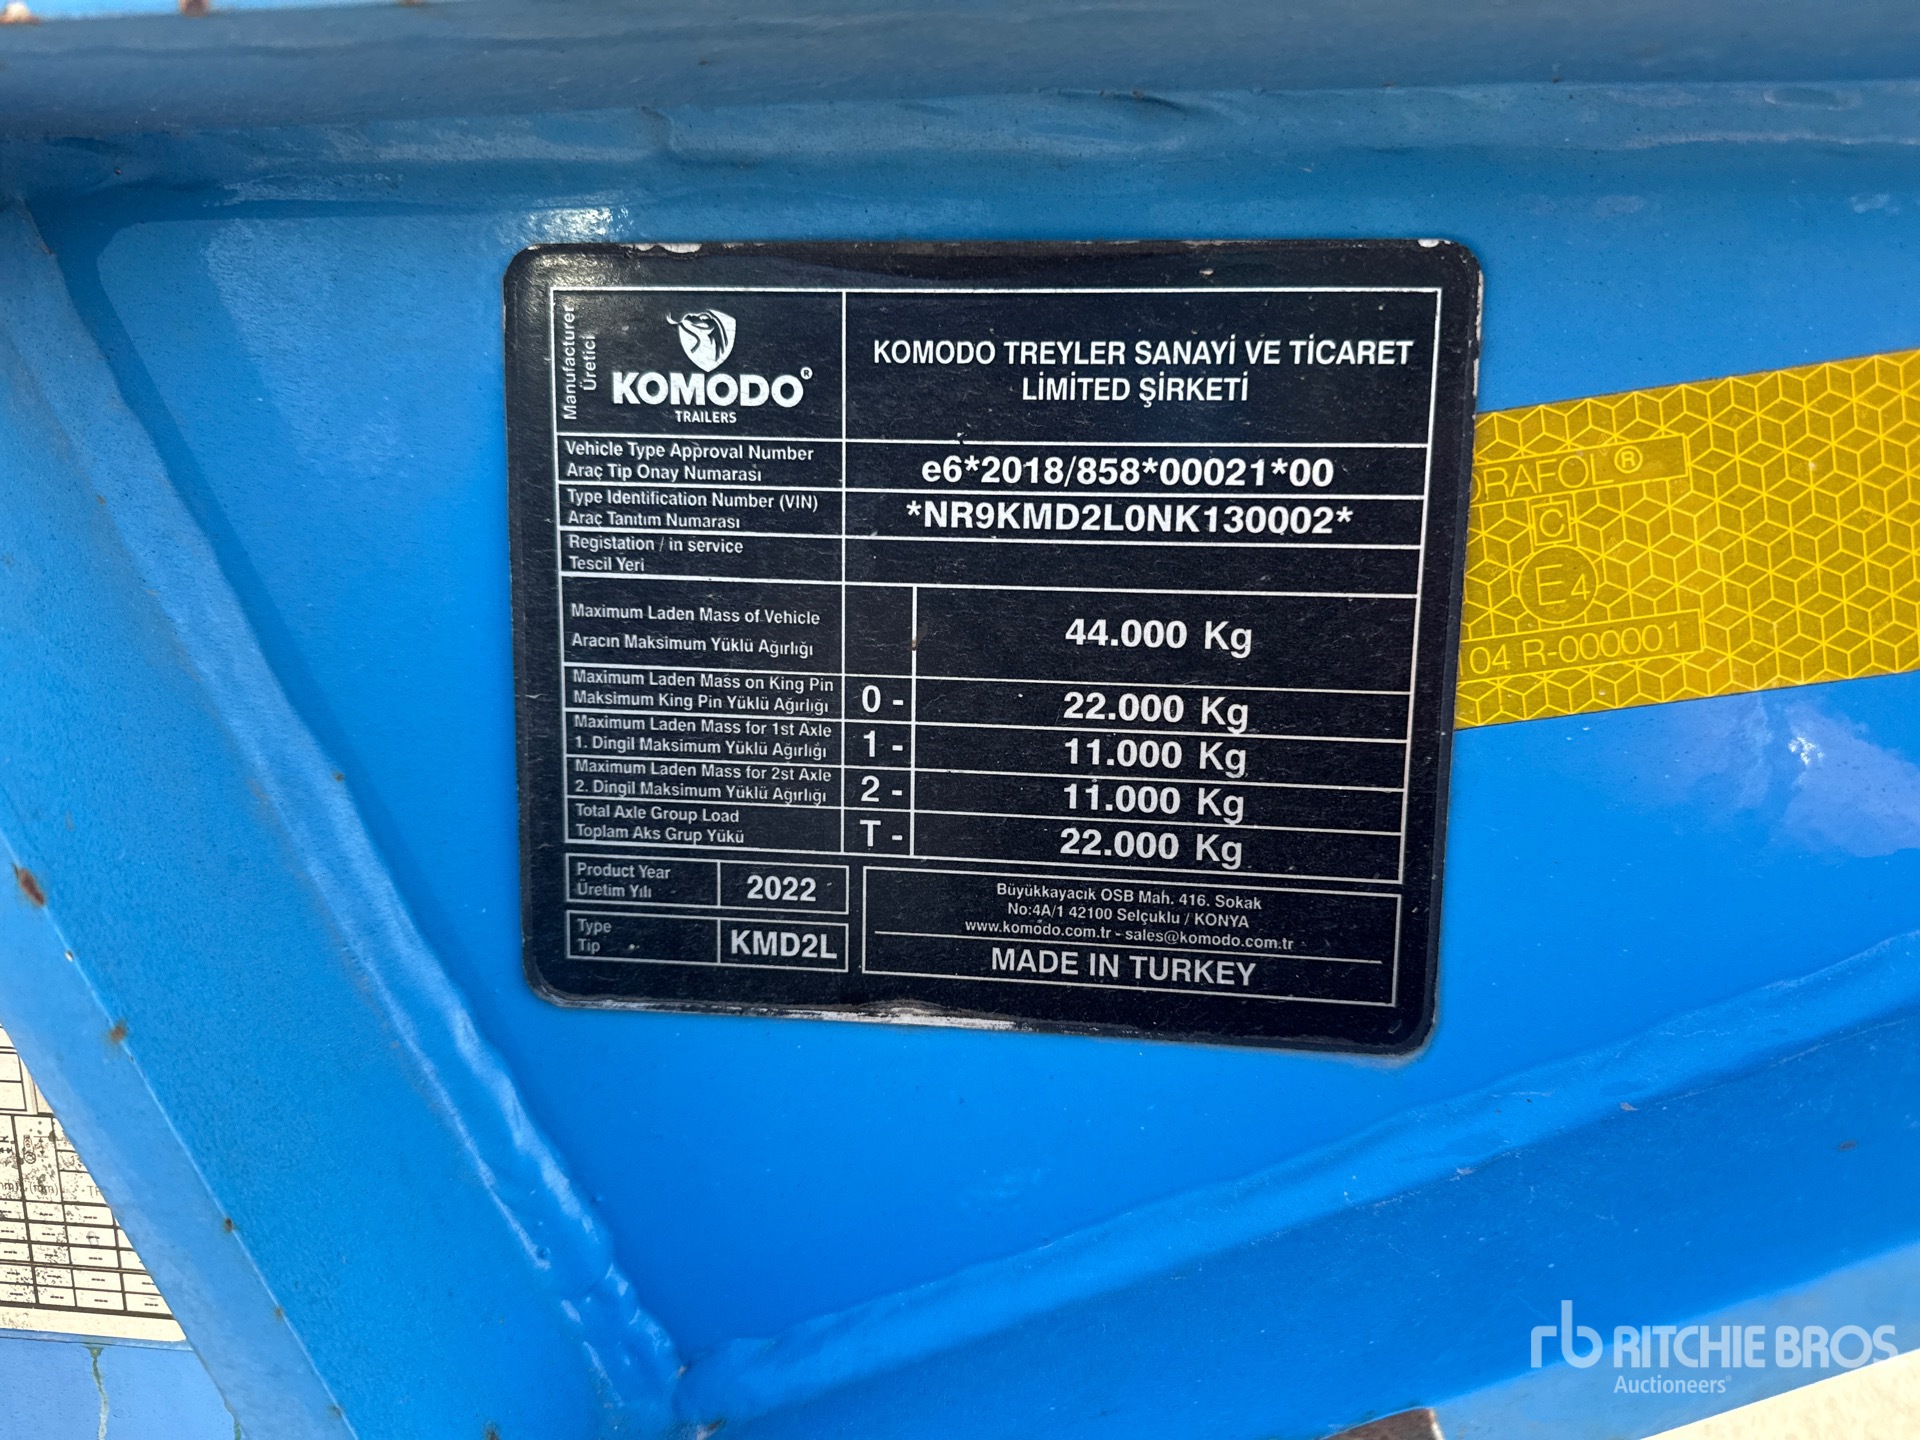 Manufacturer
Üretici
KOMODO®
TRAILERS
KOMODO TREYLER SANAYİ VE TİCARET
LİMİTED ŞİRKETİ
Vehicle Type Approval Number
Araç Tip Onay Numarası
e6*2018/858*00021*00
Type Identification Number (VIN)
Araç Tanıtım Numarası
*NR9KMD2L0NK130002*
Registation / in service
Tescil Yeri
Maximum Laden Mass of Vehicle
Aracın Maksimum Yüklü Ağırlığı
44.000 Kg
Maximum Laden Mass on King Pin
Maksimum King Pin Yüklü Ağırlığı
0 -
22.000 Kg
Maximum Laden Mass for 1st Axle
1. Dingil Maksimum Yüklü Ağırlığı
1 -
11.000 Kg
Maximum Laden Mass for 2st Axle
2. Dingil Maksimum Yüklü Ağırlığı
2 -
11.000 Kg
Total Axle Group Load
Toplam Aks Grup Yükü
T -
22.000 Kg
Product Year
Üretim Yılı
2022
Type
Tip
KMD2L
Büyükkayacık OSB Mah. 416. Sokak
No:4A/1 42100 Selçuklu / KONYA
www.komodo.com.tr - sales@komodo.com.tr
MADE IN TURKEY
ORAFOL®
C
E4
104 R-000001
(mm)
rb RITCHIE BROS
Auctioneers